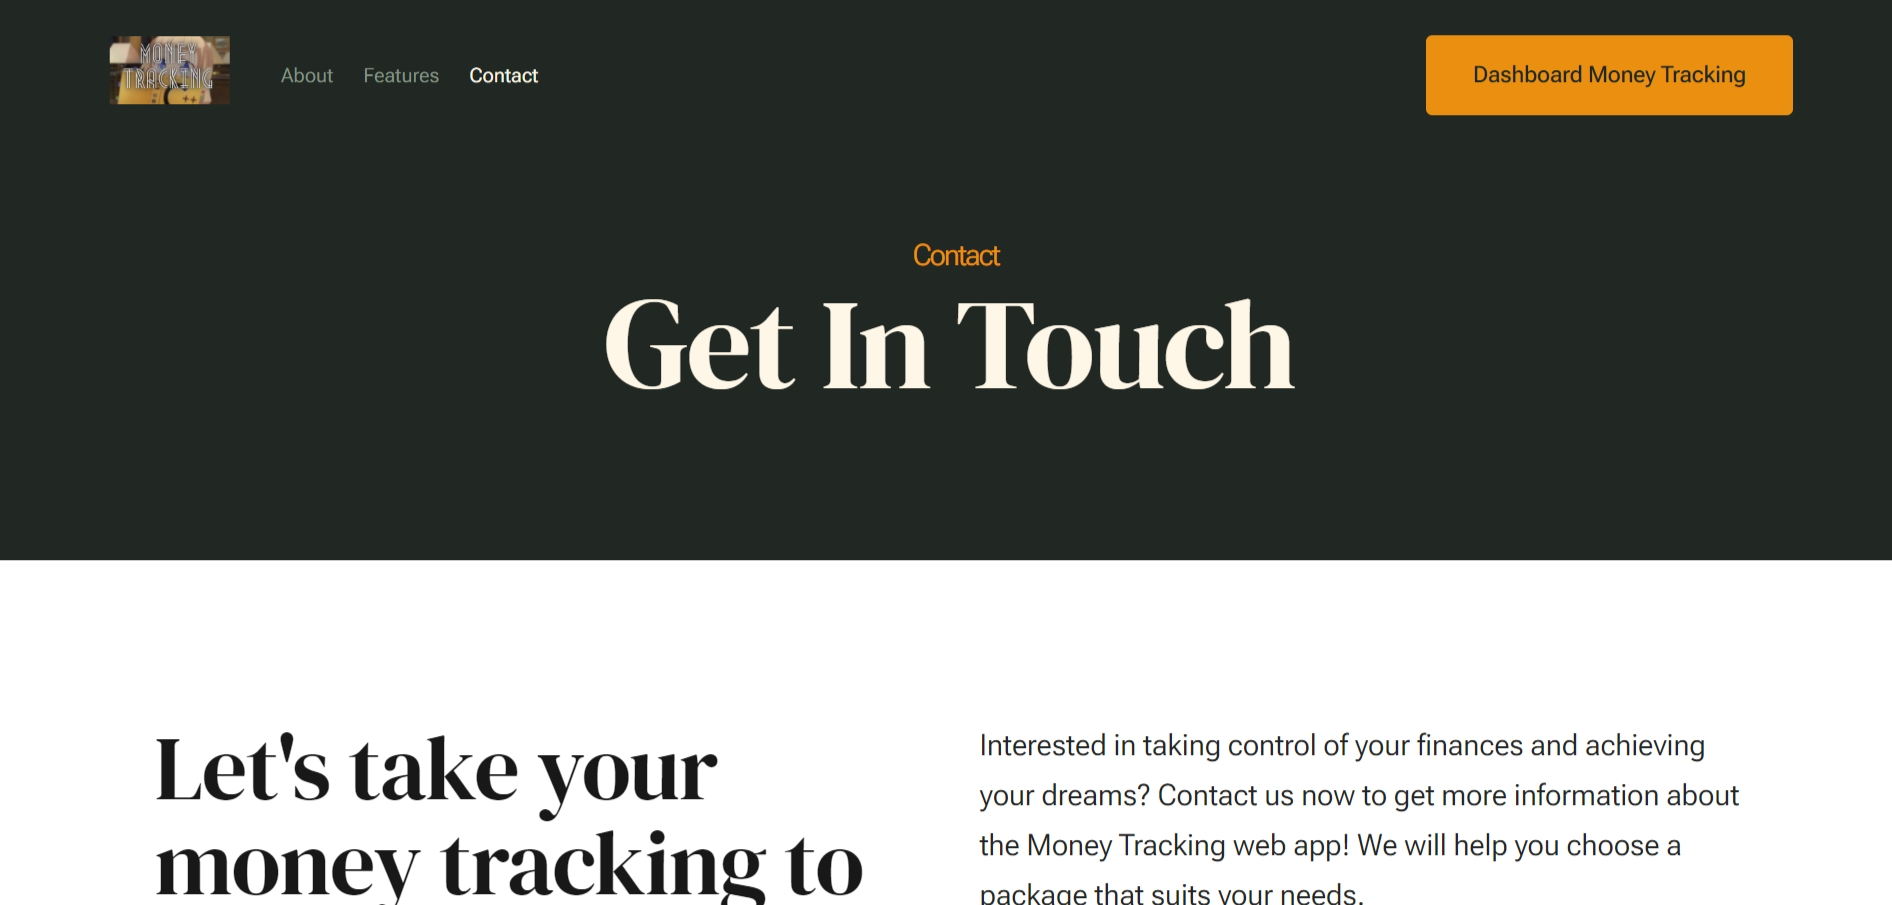 MONEY
TRACKING
About
Features
Contact
Dashboard Money Tracking
Contact
Get In Touch
Let's take your
money tracking to
Interested in taking control of your finances and achieving
your dreams? Contact us now to get more information about
the Money Tracking web app! We will help you choose a
package that suits your needs.